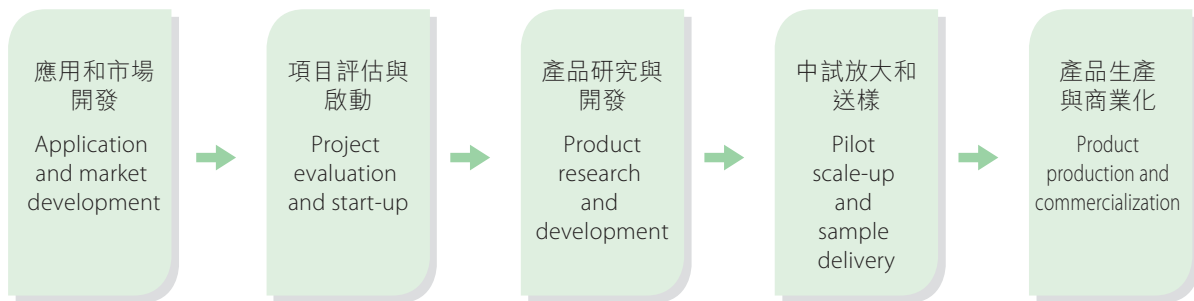 應用和市場
開發
Application
and market
development
項目評估與
啟動
Project
evaluation
and start-up
產品研究與
開發
Product
research
and
development
中試放大和
送樣
Pilot
scale-up
and
sample
delivery
產品生產
與商業化
Product
production and
commercialization